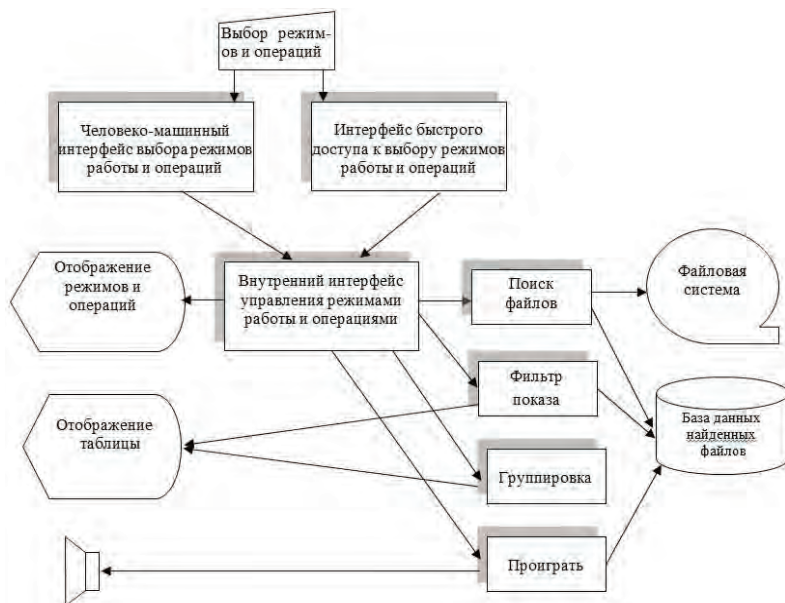 Выбор режим-
ов и операций
Человеко-машинный
интерфейс выбора режимов
работы и операций
Интерфейс быстрого
доступа к выбору режимов
работы и операций
Отображение
режимов и
операций
Внутренний интерфейс
управления режимами
работы и операциями
Поиск
файлов
Файловая
система
Фильтр
показа
Отображение
таблицы
База данных
найденных
файлов
Группировка
Проиграть